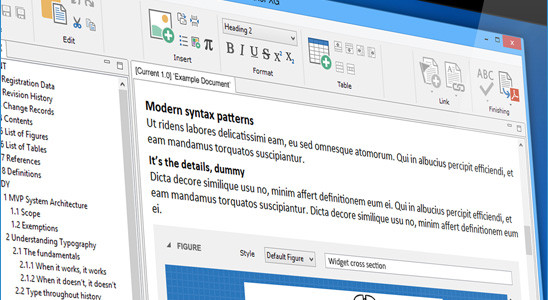 XG
Edit
Insert
π
Heading 2
B I U S X² X₂
Format
Table
Link
ABC
Finishing
[Current 1.0] 'Example Document'
NT
Registration Data
Revision History
Change Records
Contents
List of Figures
List of Tables
7 References
8 Definitions
DY
1 MVP System Architecture
1.1 Scope
1.2 Exemptions
2 Understanding Typography
2.1 The fundamentals
2.1.1 When it works, it works
2.1.2 When it doesn't, it doesn't
2.2 Type throughout history
Modern syntax patterns
Ut ridens labores delicatissimi eam, eu sed omnesque atomorum. Qui in albucius percipit efficiendi, et
eam mandamus torquatos suscipiantur.
It's the details, dummy
Dicta decore similique usu no, minim affert definitionem eum ei. Qui in albucius percipit efficiendi, et
eam mandamus torquatos suscipiantur. Dicta decore similique usu no, minim affert definitionem eum
ei.
FIGURE
Style
Default Figure
Widget cross section